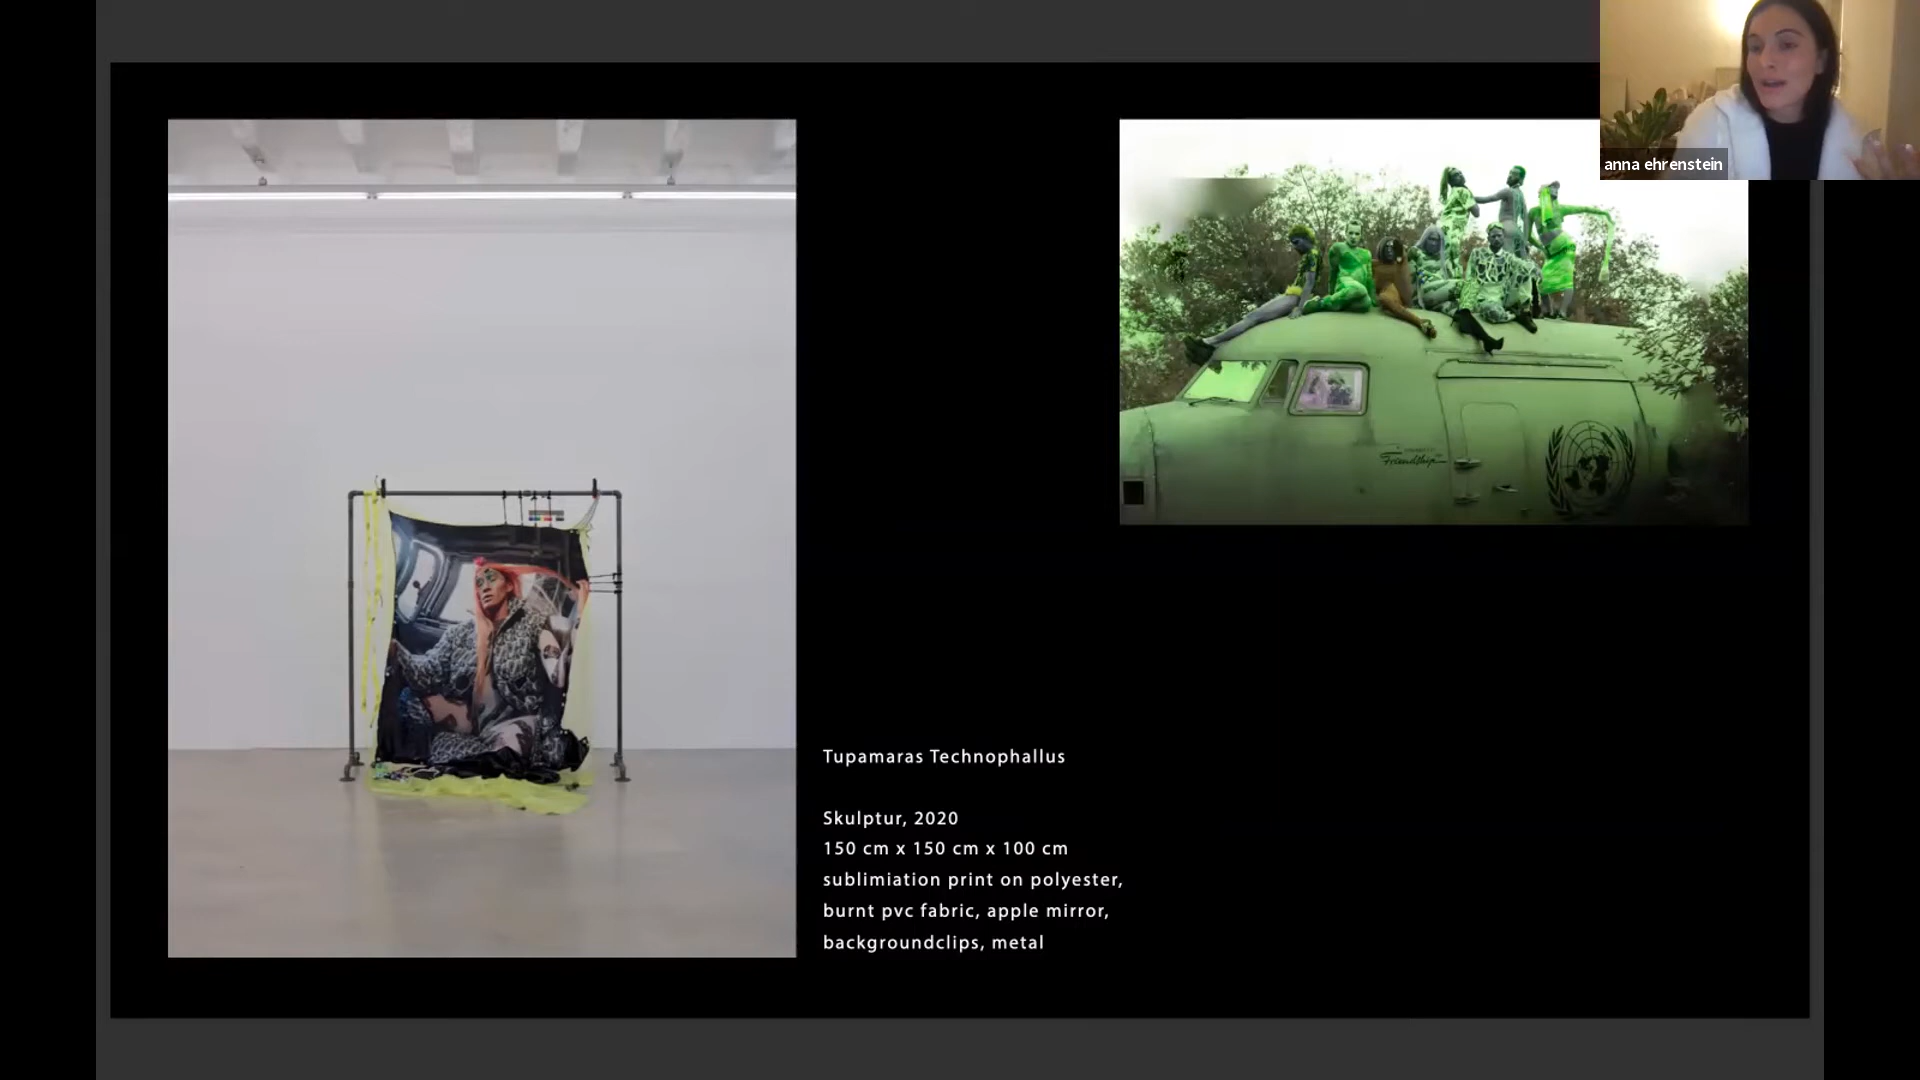 anna ehrenstein
Friendship
Tupamaras Technophallus
Skulptur, 2020
150 cm x 150 cm x 100 cm
sublimiation print on polyester,
burnt pvc fabric, apple mirror,
backgroundclips, metal